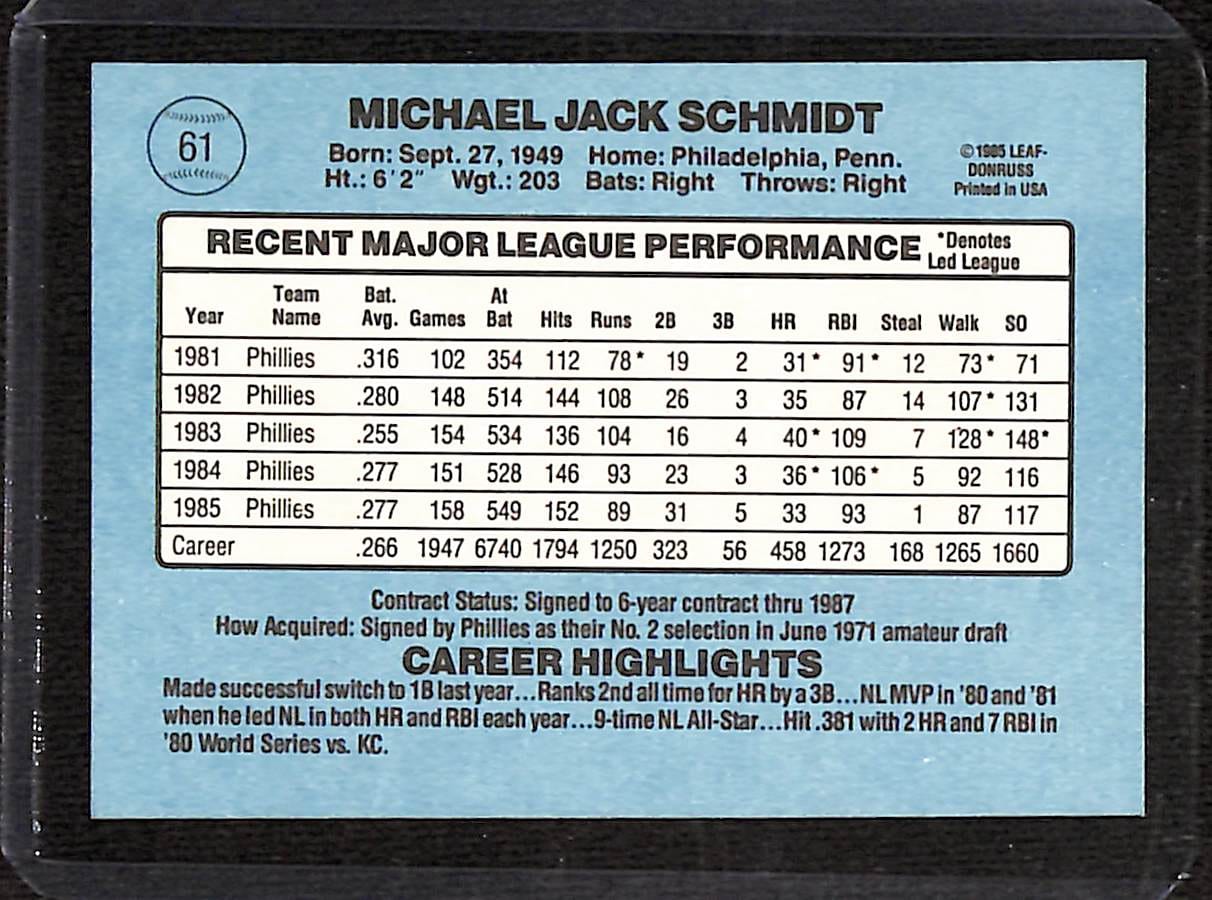 61
MICHAEL JACK SCHMIDT
Born: Sept. 27, 1949 Home: Philadelphia, Penn.
Ht.: 6'2" Wgt.: 203 Bats: Right Throws: Right
©1985 LEAF-
DONRUSS
Printed in USA
RECENT MAJOR LEAGUE PERFORMANCE
*Denotes
Led League
Year Team Name Bat. Avg. Games At Bat Hits Runs 2B 3B HR RBI Steal Walk SO
1981 Phillies .316 102 354 112 78* 19 2 31* 91* 12 73* 71
1982 Phillies .280 148 514 144 108 26 3 35 87 14 107* 131
1983 Phillies .255 154 534 136 104 16 4 40* 109 7 128* 148*
1984 Phillies .277 151 528 146 93 23 3 36* 106* 5 92 116
1985 Phillies .277 158 549 152 89 31 5 33 93 1 87 117
Career .266 1947 6740 1794 1250 323 56 458 1273 168 1265 1660
Contract Status: Signed to 6-year contract thru 1987
How Acquired: Signed by Phillies as their No. 2 selection in June 1971 amateur draft
CAREER HIGHLIGHTS
Made successful switch to 1B last year...Ranks 2nd all time for HR by a 3B...NL MVP in '80 and '81
when he led NL in both HR and RBI each year...9-time NL All-Star...Hit .381 with 2 HR and 7 RBI in
'80 World Series vs. KC.